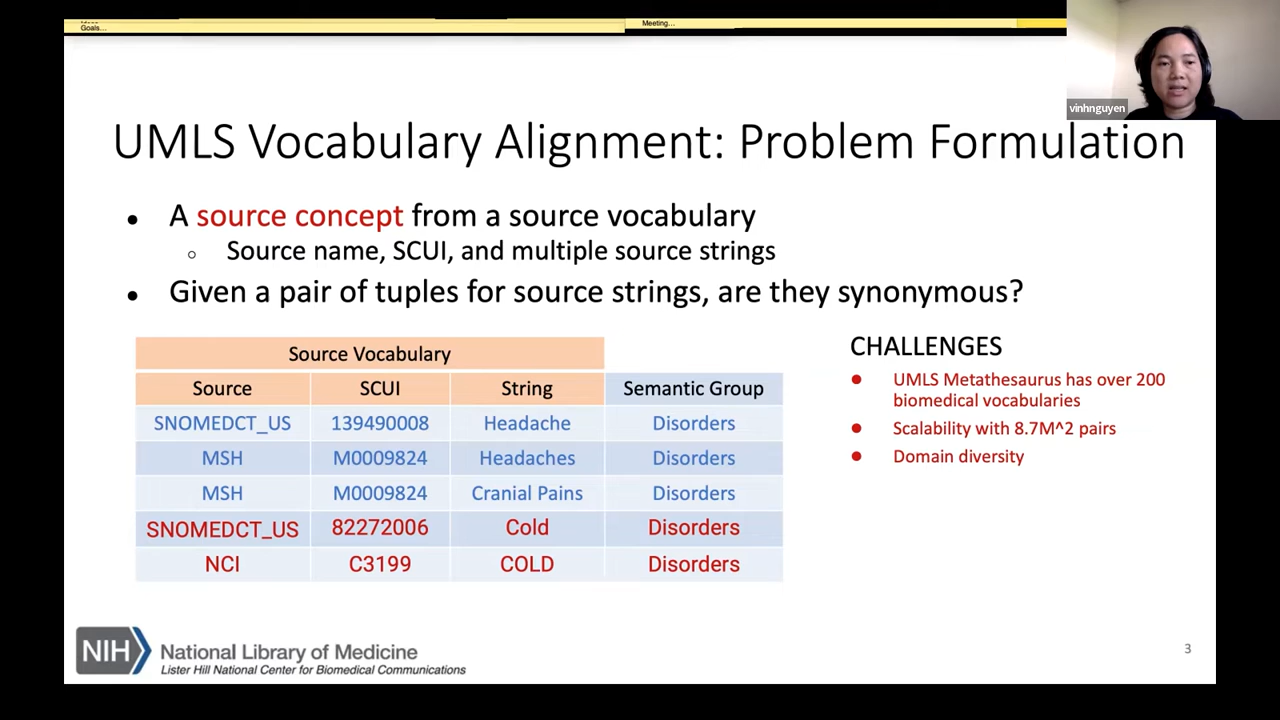 Goals...
Meeting...
vinhnguyen
UMLS Vocabulary Alignment: Problem Formulation
A source concept from a source vocabulary
Source name, SCUI, and multiple source strings
Given a pair of tuples for source strings, are they synonymous?
Source Vocabulary
Source SCUI String Semantic Group
SNOMEDCT_US 139490008 Headache Disorders
MSH M0009824 Headaches Disorders
MSH M0009824 Cranial Pains Disorders
SNOMEDCT_US 82272006 Cold Disorders
NCI C3199 COLD Disorders
CHALLENGES
UMLS Metathesaurus has over 200
biomedical vocabularies
Scalability with 8.7M^2 pairs
Domain diversity
NIH National Library of Medicine
Lister Hill National Center for Biomedical Communications
3